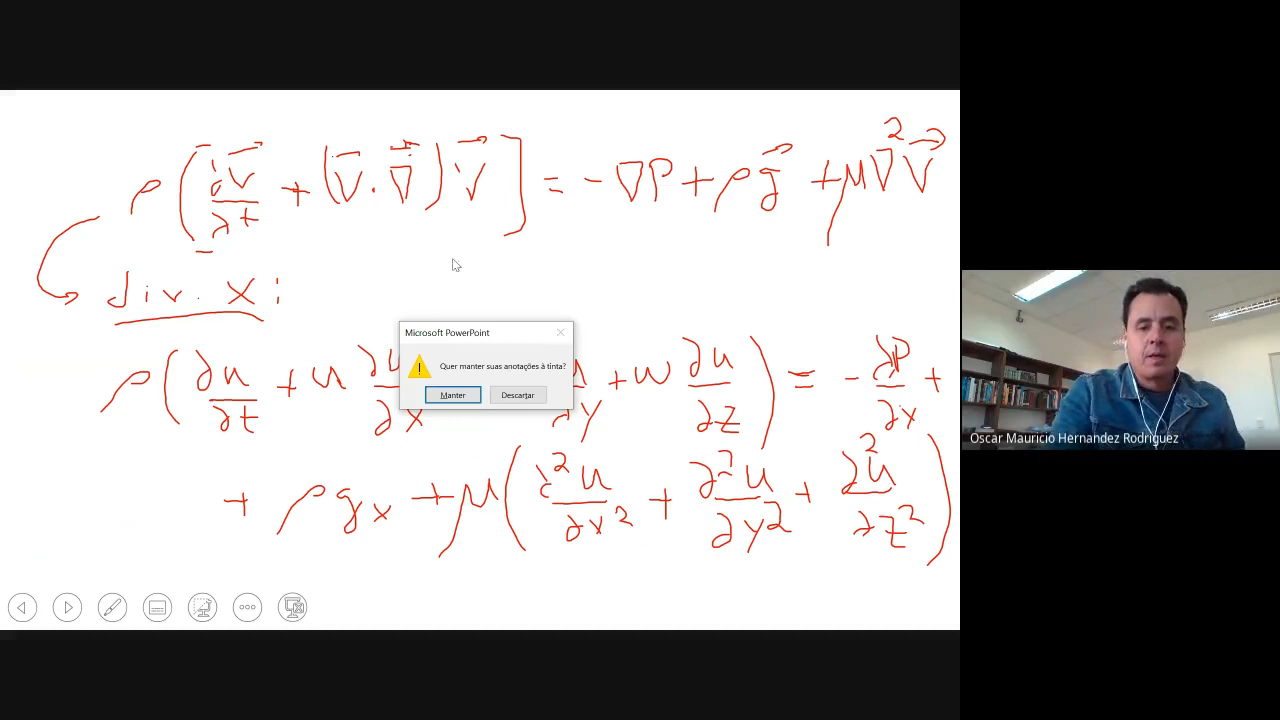 ρ ( ∂V⃗/∂t + (V⃗ · ∇⃗) V⃗ ] = - ∇P + ρg⃗ + μ∇²V⃗
div. x:
Microsoft PowerPoint
Quer manter suas anotações à tinta?
Manter Descartar
ρ ( ∂u/∂t + u ∂u/∂x ∂y + w ∂u/∂z ) = - ∂P/∂x +
+ ρgx + μ ( ∂²u/∂x² + ∂²u/∂y² + ∂²u/∂z² )
Oscar Mauricio Hernandez Rodriguez